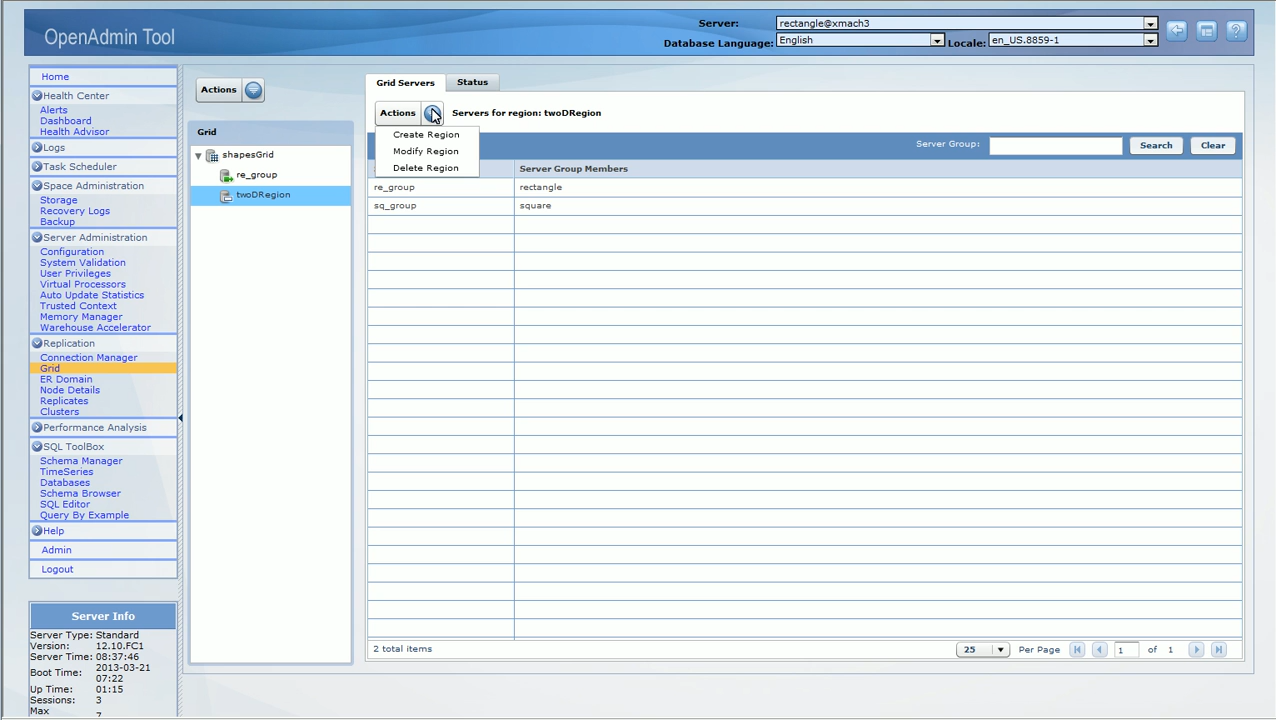 OpenAdmin Tool
Server: rectangle@xmach3
Database Language: English Locale: en_US.8859-1
Home
Health Center
Alerts
Dashboard
Health Advisor
Logs
Task Scheduler
Space Administration
Storage
Recovery Logs
Backup
Server Administration
Configuration
System Validation
User Privileges
Virtual Processors
Auto Update Statistics
Trusted Context
Memory Manager
Warehouse Accelerator
Replication
Connection Manager
Grid
ER Domain
Node Details
Replicates
Clusters
Performance Analysis
SQL ToolBox
Schema Manager
TimeSeries
Databases
Schema Browser
SQL Editor
Query By Example
Help
Admin
Logout
Server Info
Server Type: Standard
Version: 12.10.FC1
Server Time: 08:37:46
Boot Time: 2013-03-21
07:22
Up Time: 01:15
Sessions: 3
Max
7
Actions
Grid
shapesGrid
re_group
twoDRegion
Grid Servers Status
Actions Servers for region: twoDRegion
Create Region
Modify Region
Delete Region
Server Group: Search Clear
Server Group Members
re_group rectangle
sq_group square
2 total items 25 Per Page 1 of 1